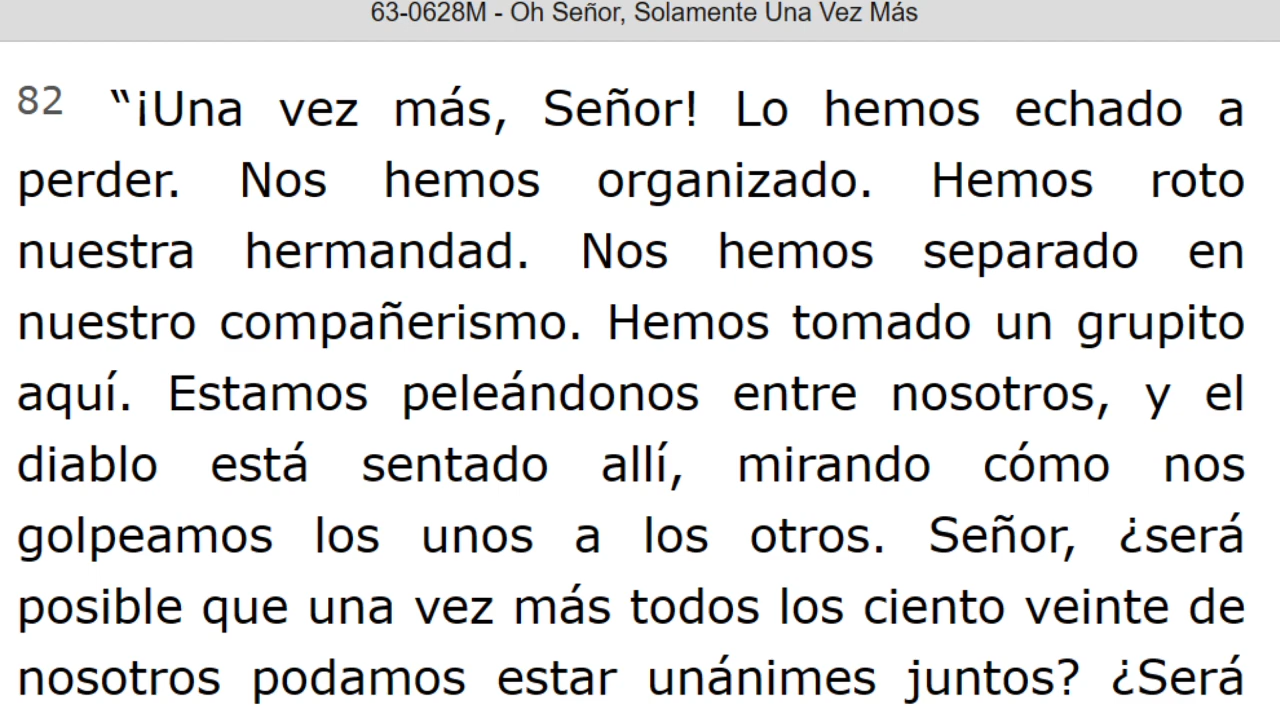 63-0628M - Oh Señor, Solamente Una Vez Más
82 “¡Una vez más, Señor! Lo hemos echado a
perder. Nos hemos organizado. Hemos roto
nuestra hermandad. Nos hemos separado en
nuestro compañerismo. Hemos tomado un grupito
aquí. Estamos peleándonos entre nosotros, y el
diablo está sentado allí, mirando cómo nos
golpeamos los unos a los otros. Señor, ¿será
posible que una vez más todos los ciento veinte de
nosotros podamos estar unánimes juntos? ¿Será